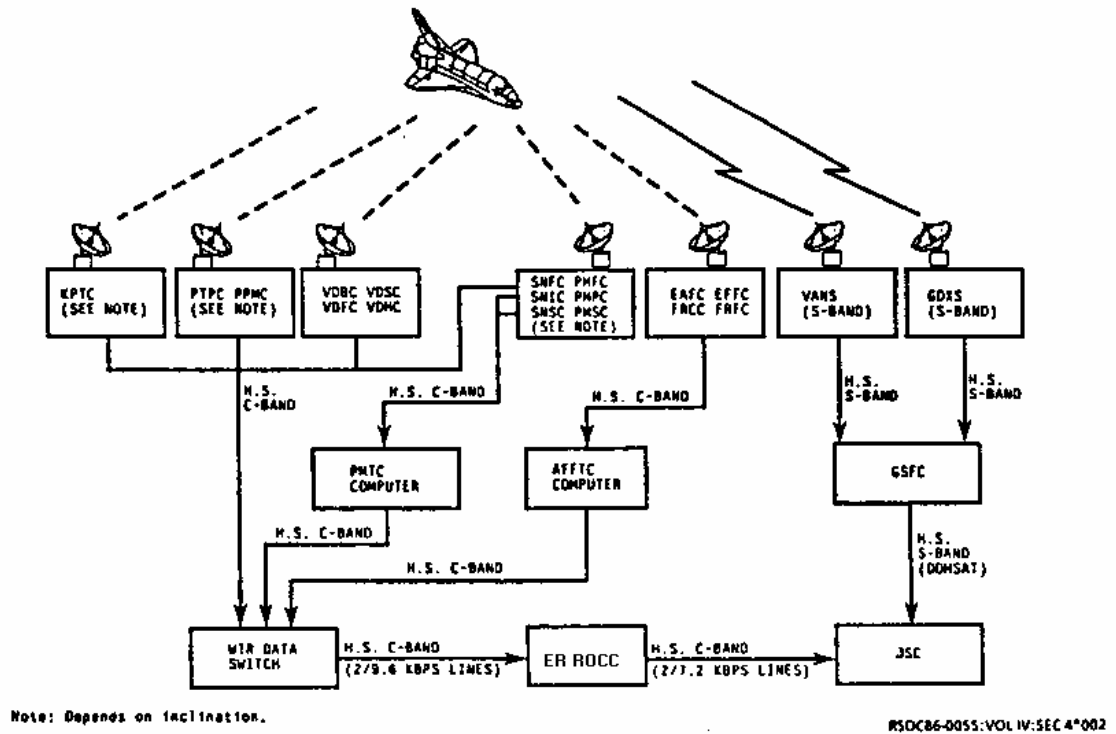 KPTC
(SEE NOTE)
PTPC PPMC
(SEE NOTE)
VDBC VDSC
VDFC VDHC
SNFC PMFC
SNIC PMPC
SNSC PMSC
(SEE NOTE)
EAFC EFFC
FRCC FRFC
VANS
(S-BAND)
GDXS
(S-BAND)
H.S.
C-BAND
H.S. C-BAND
H.S. C-BAND
H.S.
S-BAND
H.S.
S-BAND
PMTC
COMPUTER
AFFTC
COMPUTER
GSFC
H.S. C-BAND
H.S. C-BAND
H.S.
S-BAND
(DOMSAT)
WTR DATA
SWITCH
H.S. C-BAND
(2/9.6 KBPS LINES)
ER ROCC
H.S. C-BAND
(2/7.2 KBPS LINES)
JSC
Note: Depends on inclination.
RSOC86-0055:VOL IV:SEC 4*002